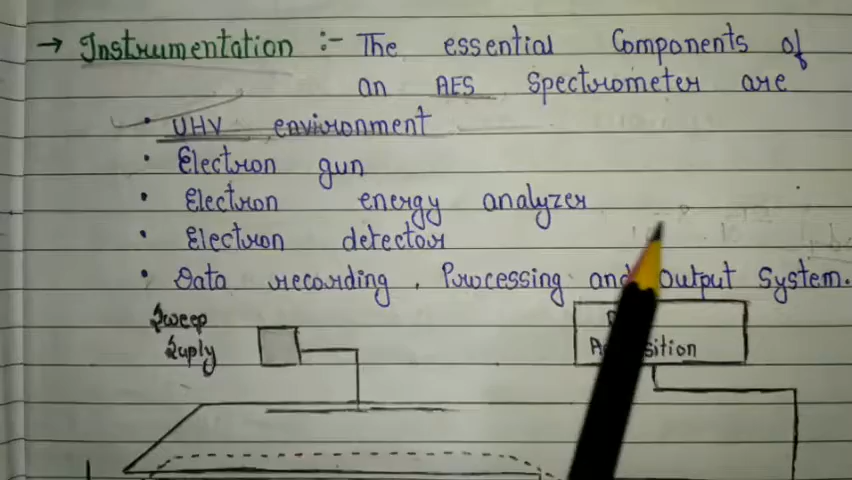 → Instrumentation :- The essential Components of
an AES Spectrometer are
• UHV environment
• Electron gun
• Electron energy analyzer
• Electron detector
• Data recording, Processing and output System.
Sweep
Suply